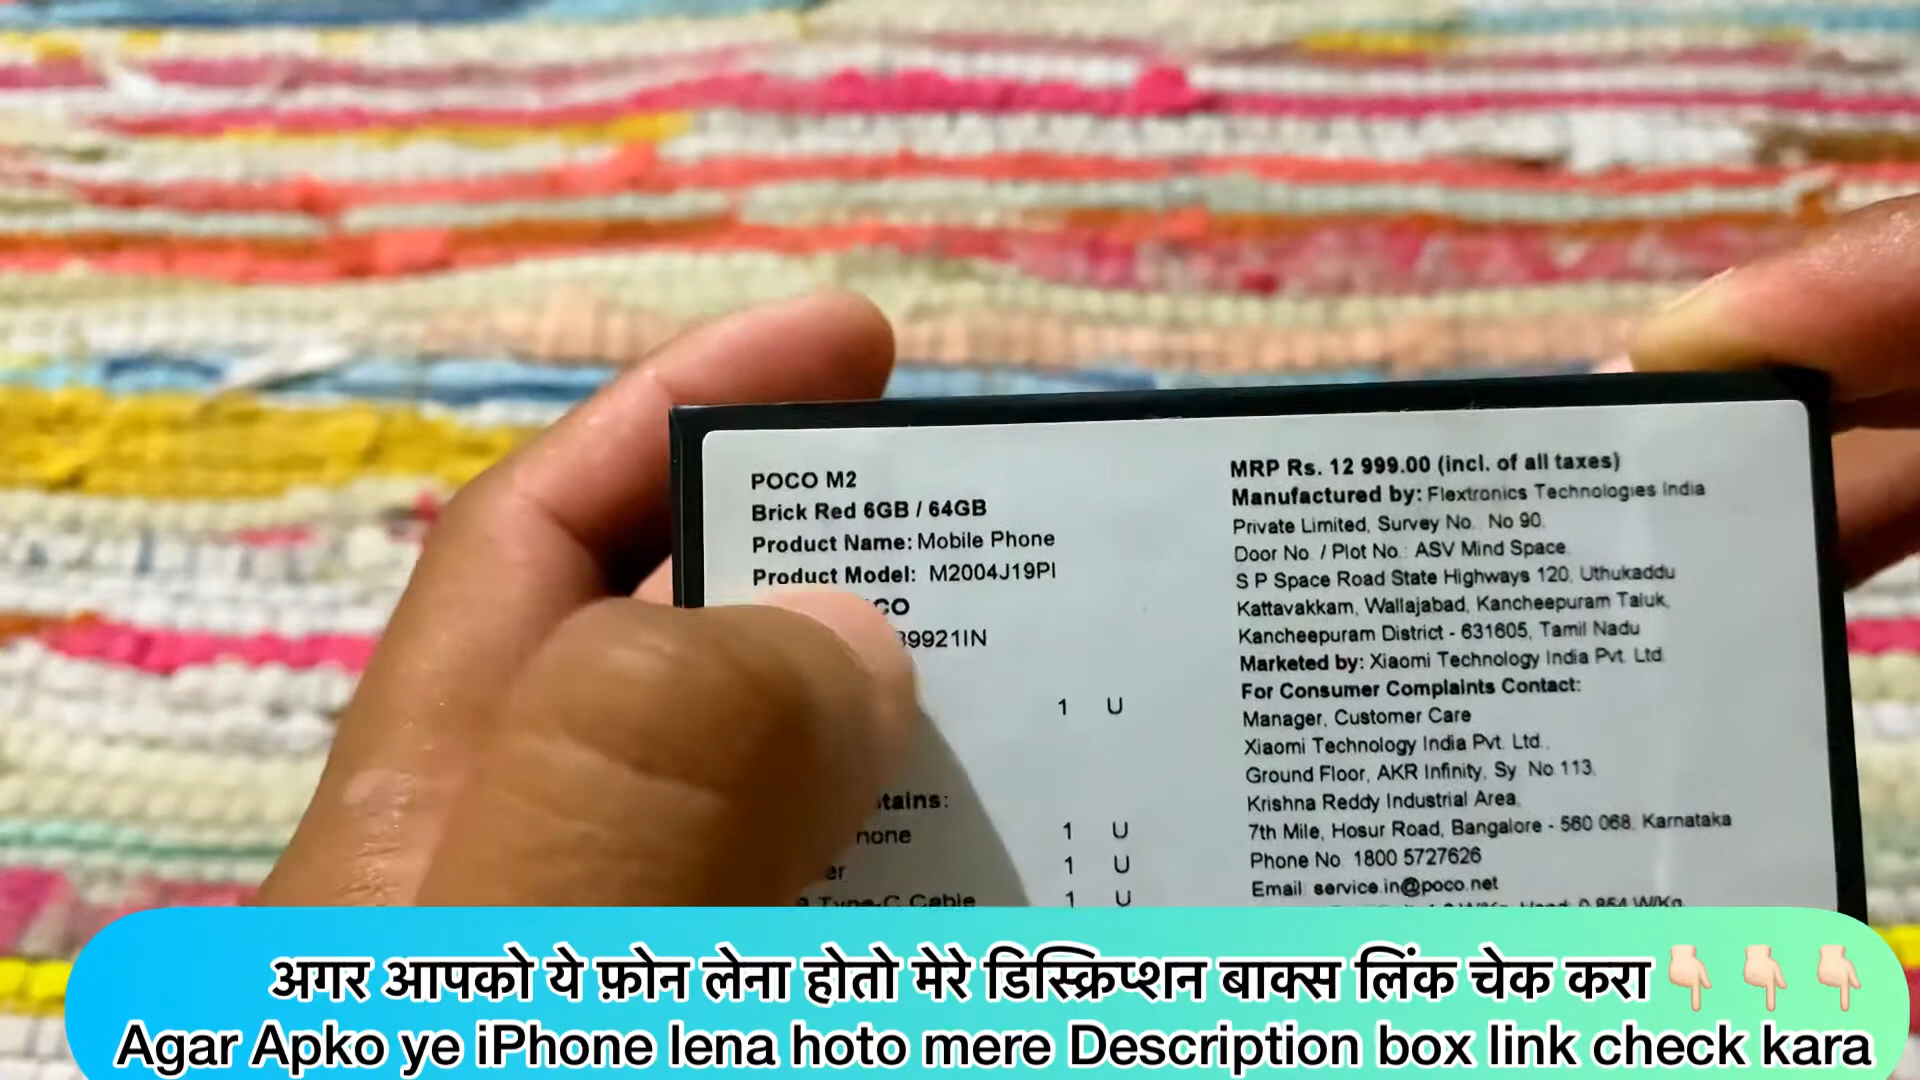 POCO M2
Brick Red 6GB / 64GB
Product Name: Mobile Phone
Product Model: M2004J19PI
9921IN
1 U
1 U
1 U
Type-C Cable 1 U
MRP Rs. 12 999.00 (incl. of all taxes)
Manufactured by: Flextronics Technologies India
Private Limited, Survey No. No 90,
Door No. / Plot No.: ASV Mind Space,
S P Space Road State Highways 120, Uthukaddu
Kattavakkam, Wallajabad, Kancheepuram Taluk,
Kancheepuram District - 631605, Tamil Nadu
Marketed by: Xiaomi Technology India Pvt. Ltd.
For Consumer Complaints Contact:
Manager, Customer Care
Xiaomi Technology India Pvt. Ltd.,
Ground Floor, AKR Infinity, Sy. No 113,
Krishna Reddy Industrial Area,
7th Mile, Hosur Road, Bangalore - 560 068, Karnataka
Phone No 1800 5727626
Email: service.in@poco.net
अगर आपको ये फ़ोन लेना होतो मेरे डिस्क्रिप्शन बाक्स लिंक चेक करा 👇🏻 👇🏻 👇🏻
Agar Apko ye iPhone lena hoto mere Description box link check kara